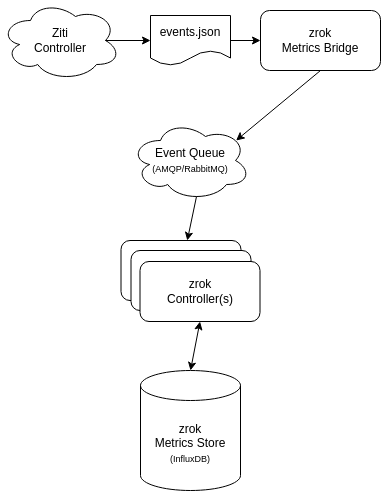 Ziti
Controller
events.json
zrok
Metrics Bridge
Event Queue
(AMQP/RabbitMQ)
zrok
Controller(s)
zrok
Metrics Store
(InfluxDB)